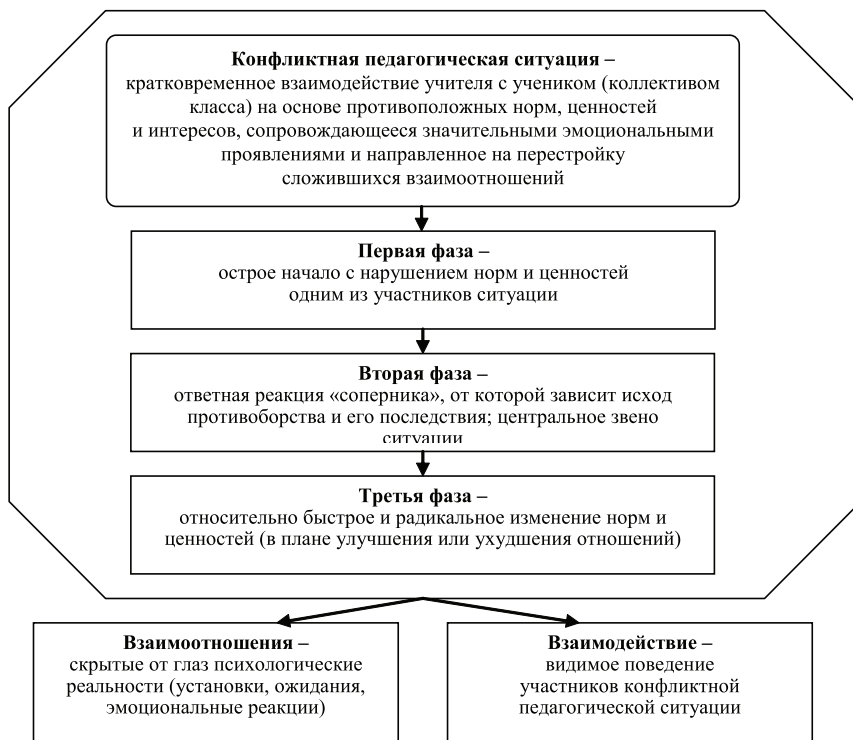 Конфликтная педагогическая ситуация –
кратковременное взаимодействие учителя с учеником (коллективом
класса) на основе противоположных норм, ценностей
и интересов, сопровождающееся значительными эмоциональными
проявлениями и направленное на перестройку
сложившихся взаимоотношений
Первая фаза –
острое начало с нарушением норм и ценностей
одним из участников ситуации
Вторая фаза –
ответная реакция «соперника», от которой зависит исход
противоборства и его последствия; центральное звено
ситуации
Третья фаза –
относительно быстрое и радикальное изменение норм и
ценностей (в плане улучшения или ухудшения отношений)
Взаимоотношения –
скрытые от глаз психологические
реальности (установки, ожидания,
эмоциональные реакции)
Взаимодействие –
видимое поведение
участников конфликтной
педагогической ситуации